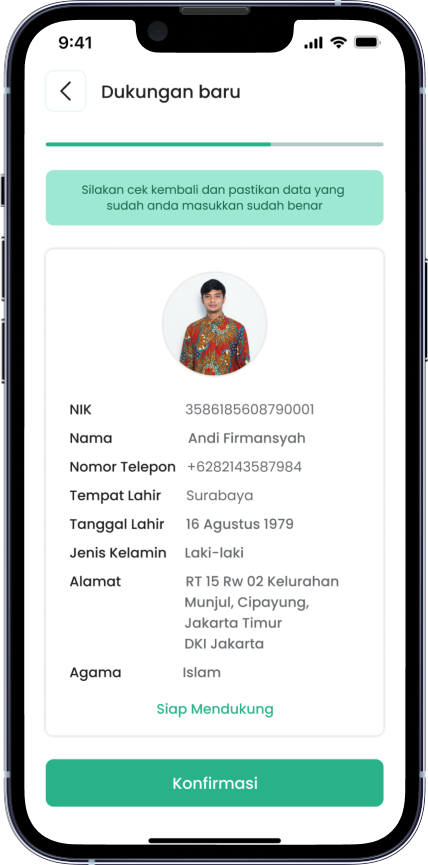 9:41
Dukungan baru
Silakan cek kembali dan pastikan data yang
sudah anda masukkan sudah benar
NIK 3586185608790001
Nama Andi Firmansyah
Nomor Telepon +6282143587984
Tempat Lahir Surabaya
Tanggal Lahir 16 Agustus 1979
Jenis Kelamin Laki-laki
Alamat RT 15 Rw 02 Kelurahan
Munjul, Cipayung,
Jakarta Timur
DKI Jakarta
Agama Islam
Siap Mendukung
Konfirmasi